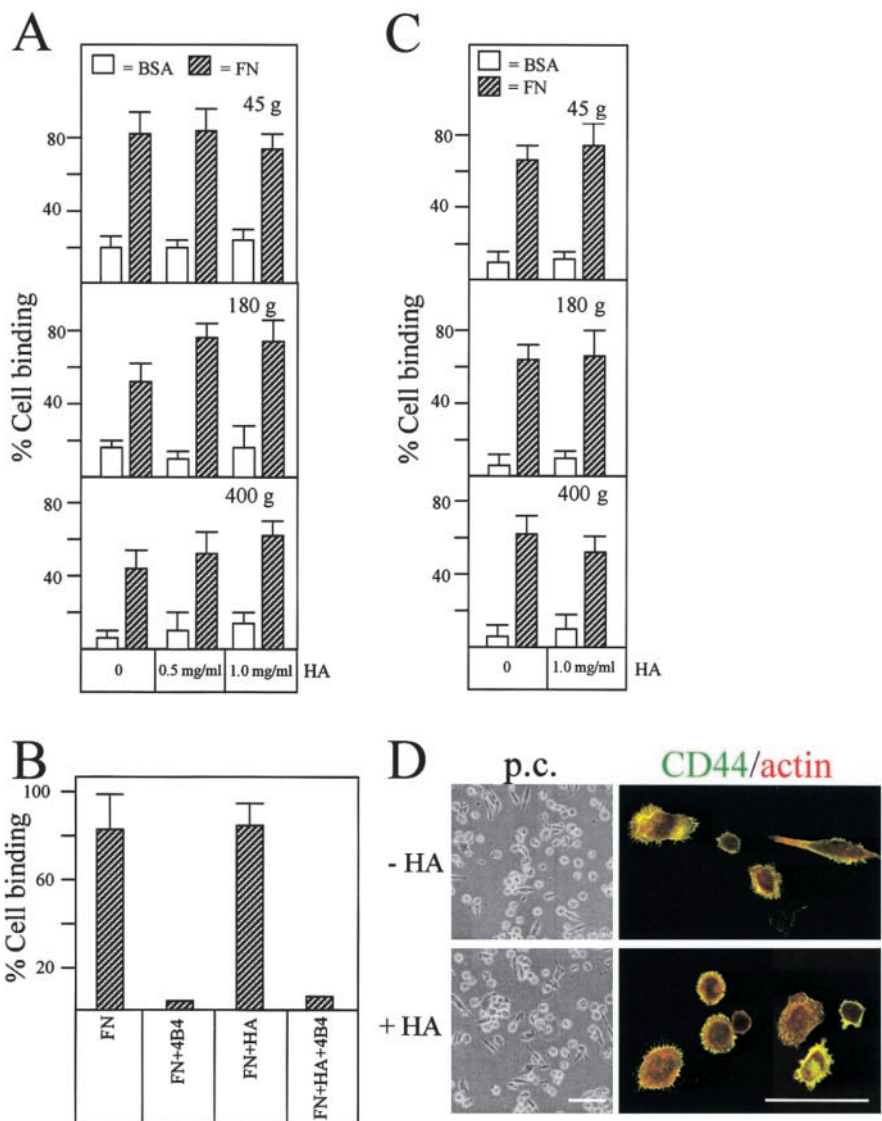 A
= BSA = FN
45 g
80
40
180 g
80
40
400 g
80
40
% Cell binding
0 0.5 mg/ml 1.0 mg/ml HA
C
= BSA
= FN
45 g
80
40
180 g
80
40
400 g
80
40
% Cell binding
0 1.0 mg/ml HA
B
100
60
20
% Cell binding
FN
FN+4B4
FN+HA
FN+HA+4B4
D
p.c. CD44/actin
- HA
+ HA